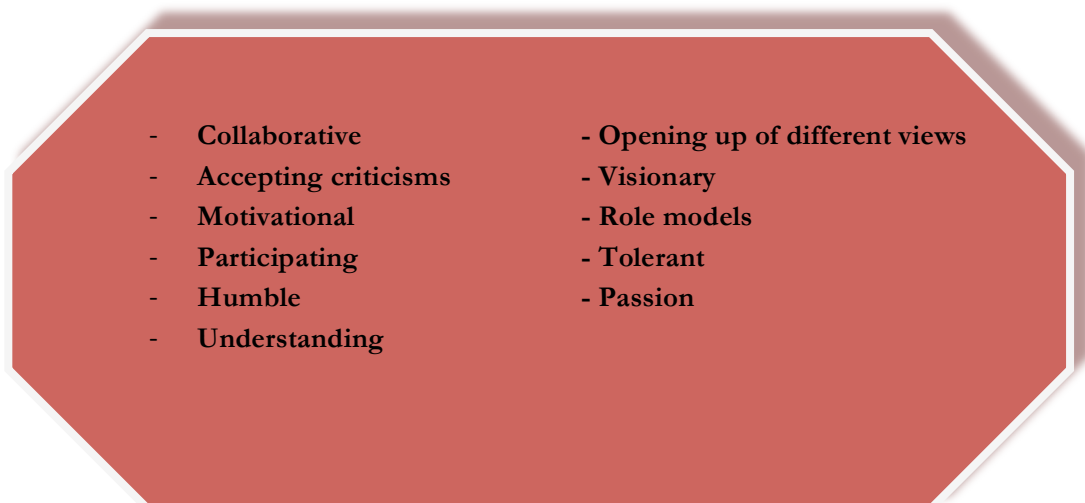 - Collaborative
- Accepting criticisms
- Motivational
- Participating
- Humble
- Understanding
- Opening up of different views
- Visionary
- Role models
- Tolerant
- Passion